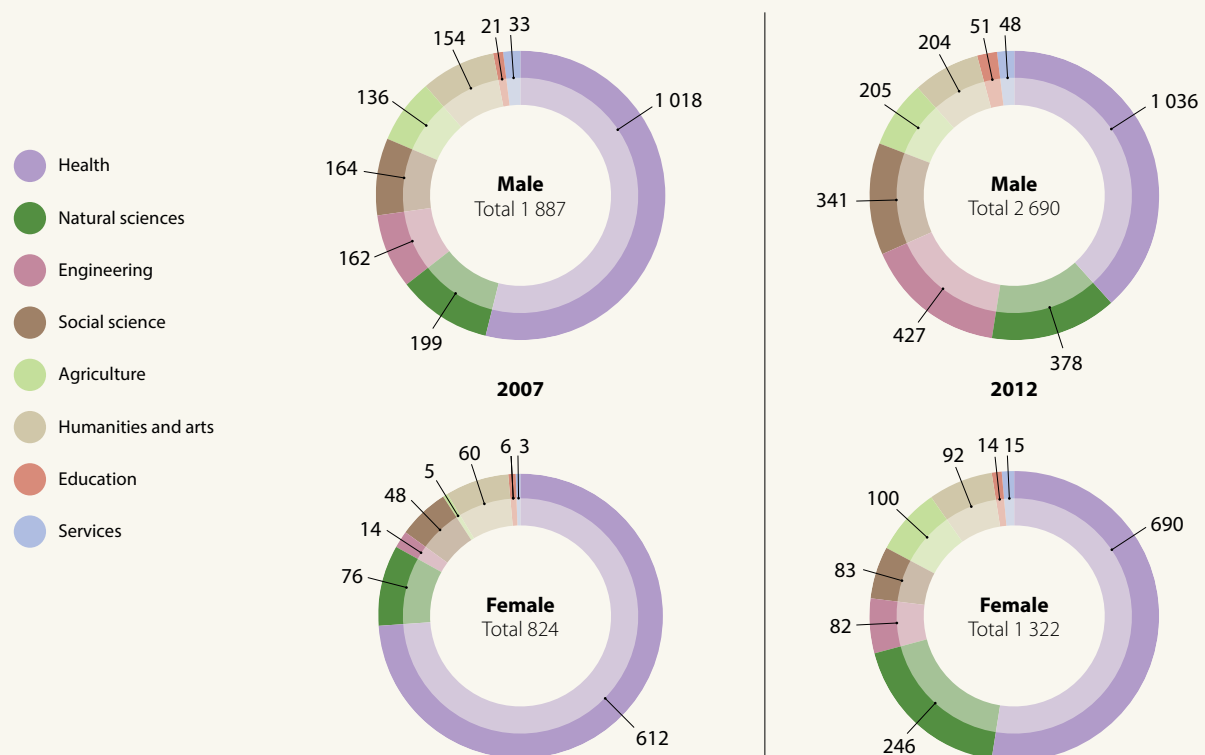 Health
Natural sciences
Engineering
Social science
Agriculture
Humanities and arts
Education
Services
154
21
33
136
1 018
164
Male
Total 1 887
162
199
2007
204
51
48
205
1 036
341
Male
Total 2 690
427
378
2012
60
6
3
5
48
14
76
Female
Total 824
612
92
14
15
100
690
83
82
Female
Total 1 322
246